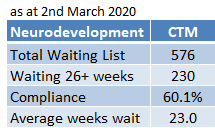 as at 2nd March 2020
Neurodevelopment CTM
Total Waiting List 576
Waiting 26+ weeks 230
Compliance 60.1%
Average weeks wait 23.0